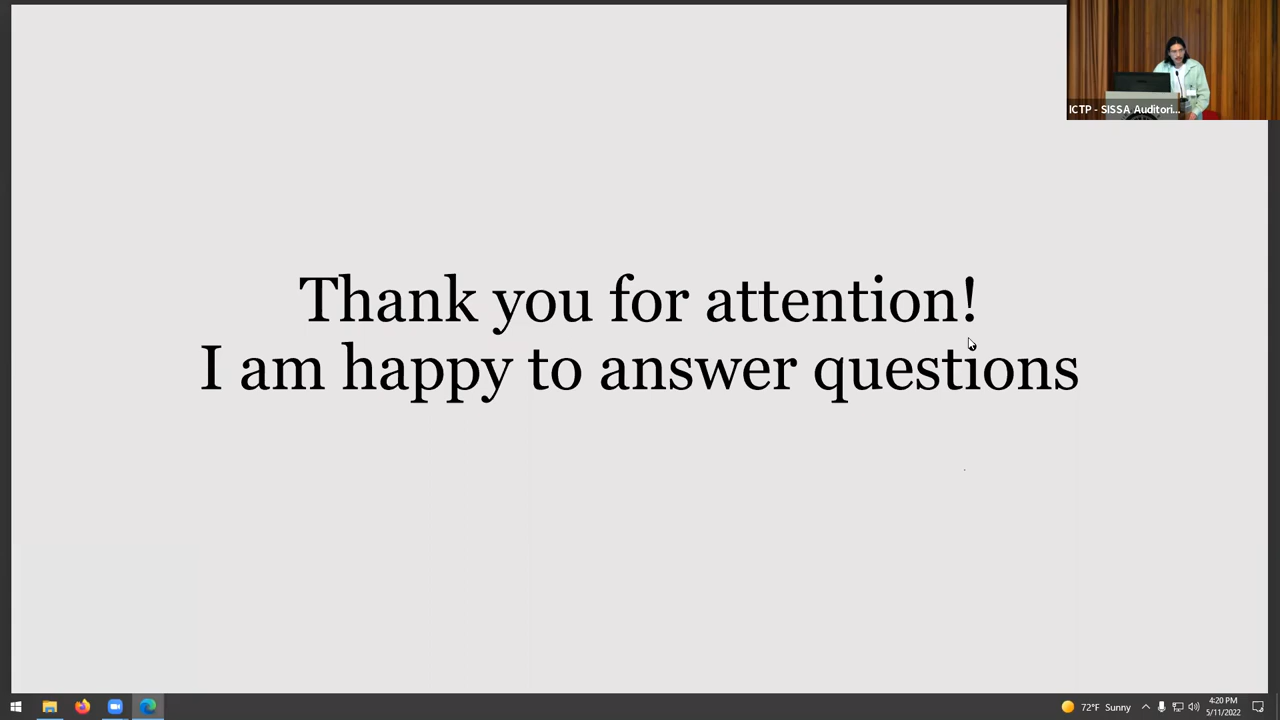 ICTP - SISSA Auditori...
Thank you for attention!
I am happy to answer questions
72°F Sunny
4:20 PM
5/11/2022